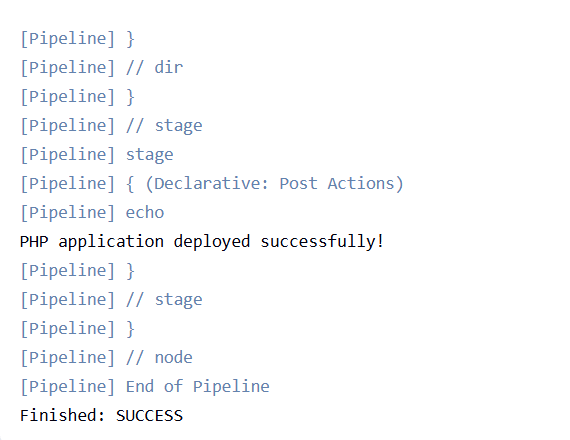 [Pipeline] }
[Pipeline] // dir
[Pipeline] }
[Pipeline] // stage
[Pipeline] stage
[Pipeline] { (Declarative: Post Actions)
[Pipeline] echo
PHP application deployed successfully!
[Pipeline] }
[Pipeline] // stage
[Pipeline] }
[Pipeline] // node
[Pipeline] End of Pipeline
Finished: SUCCESS